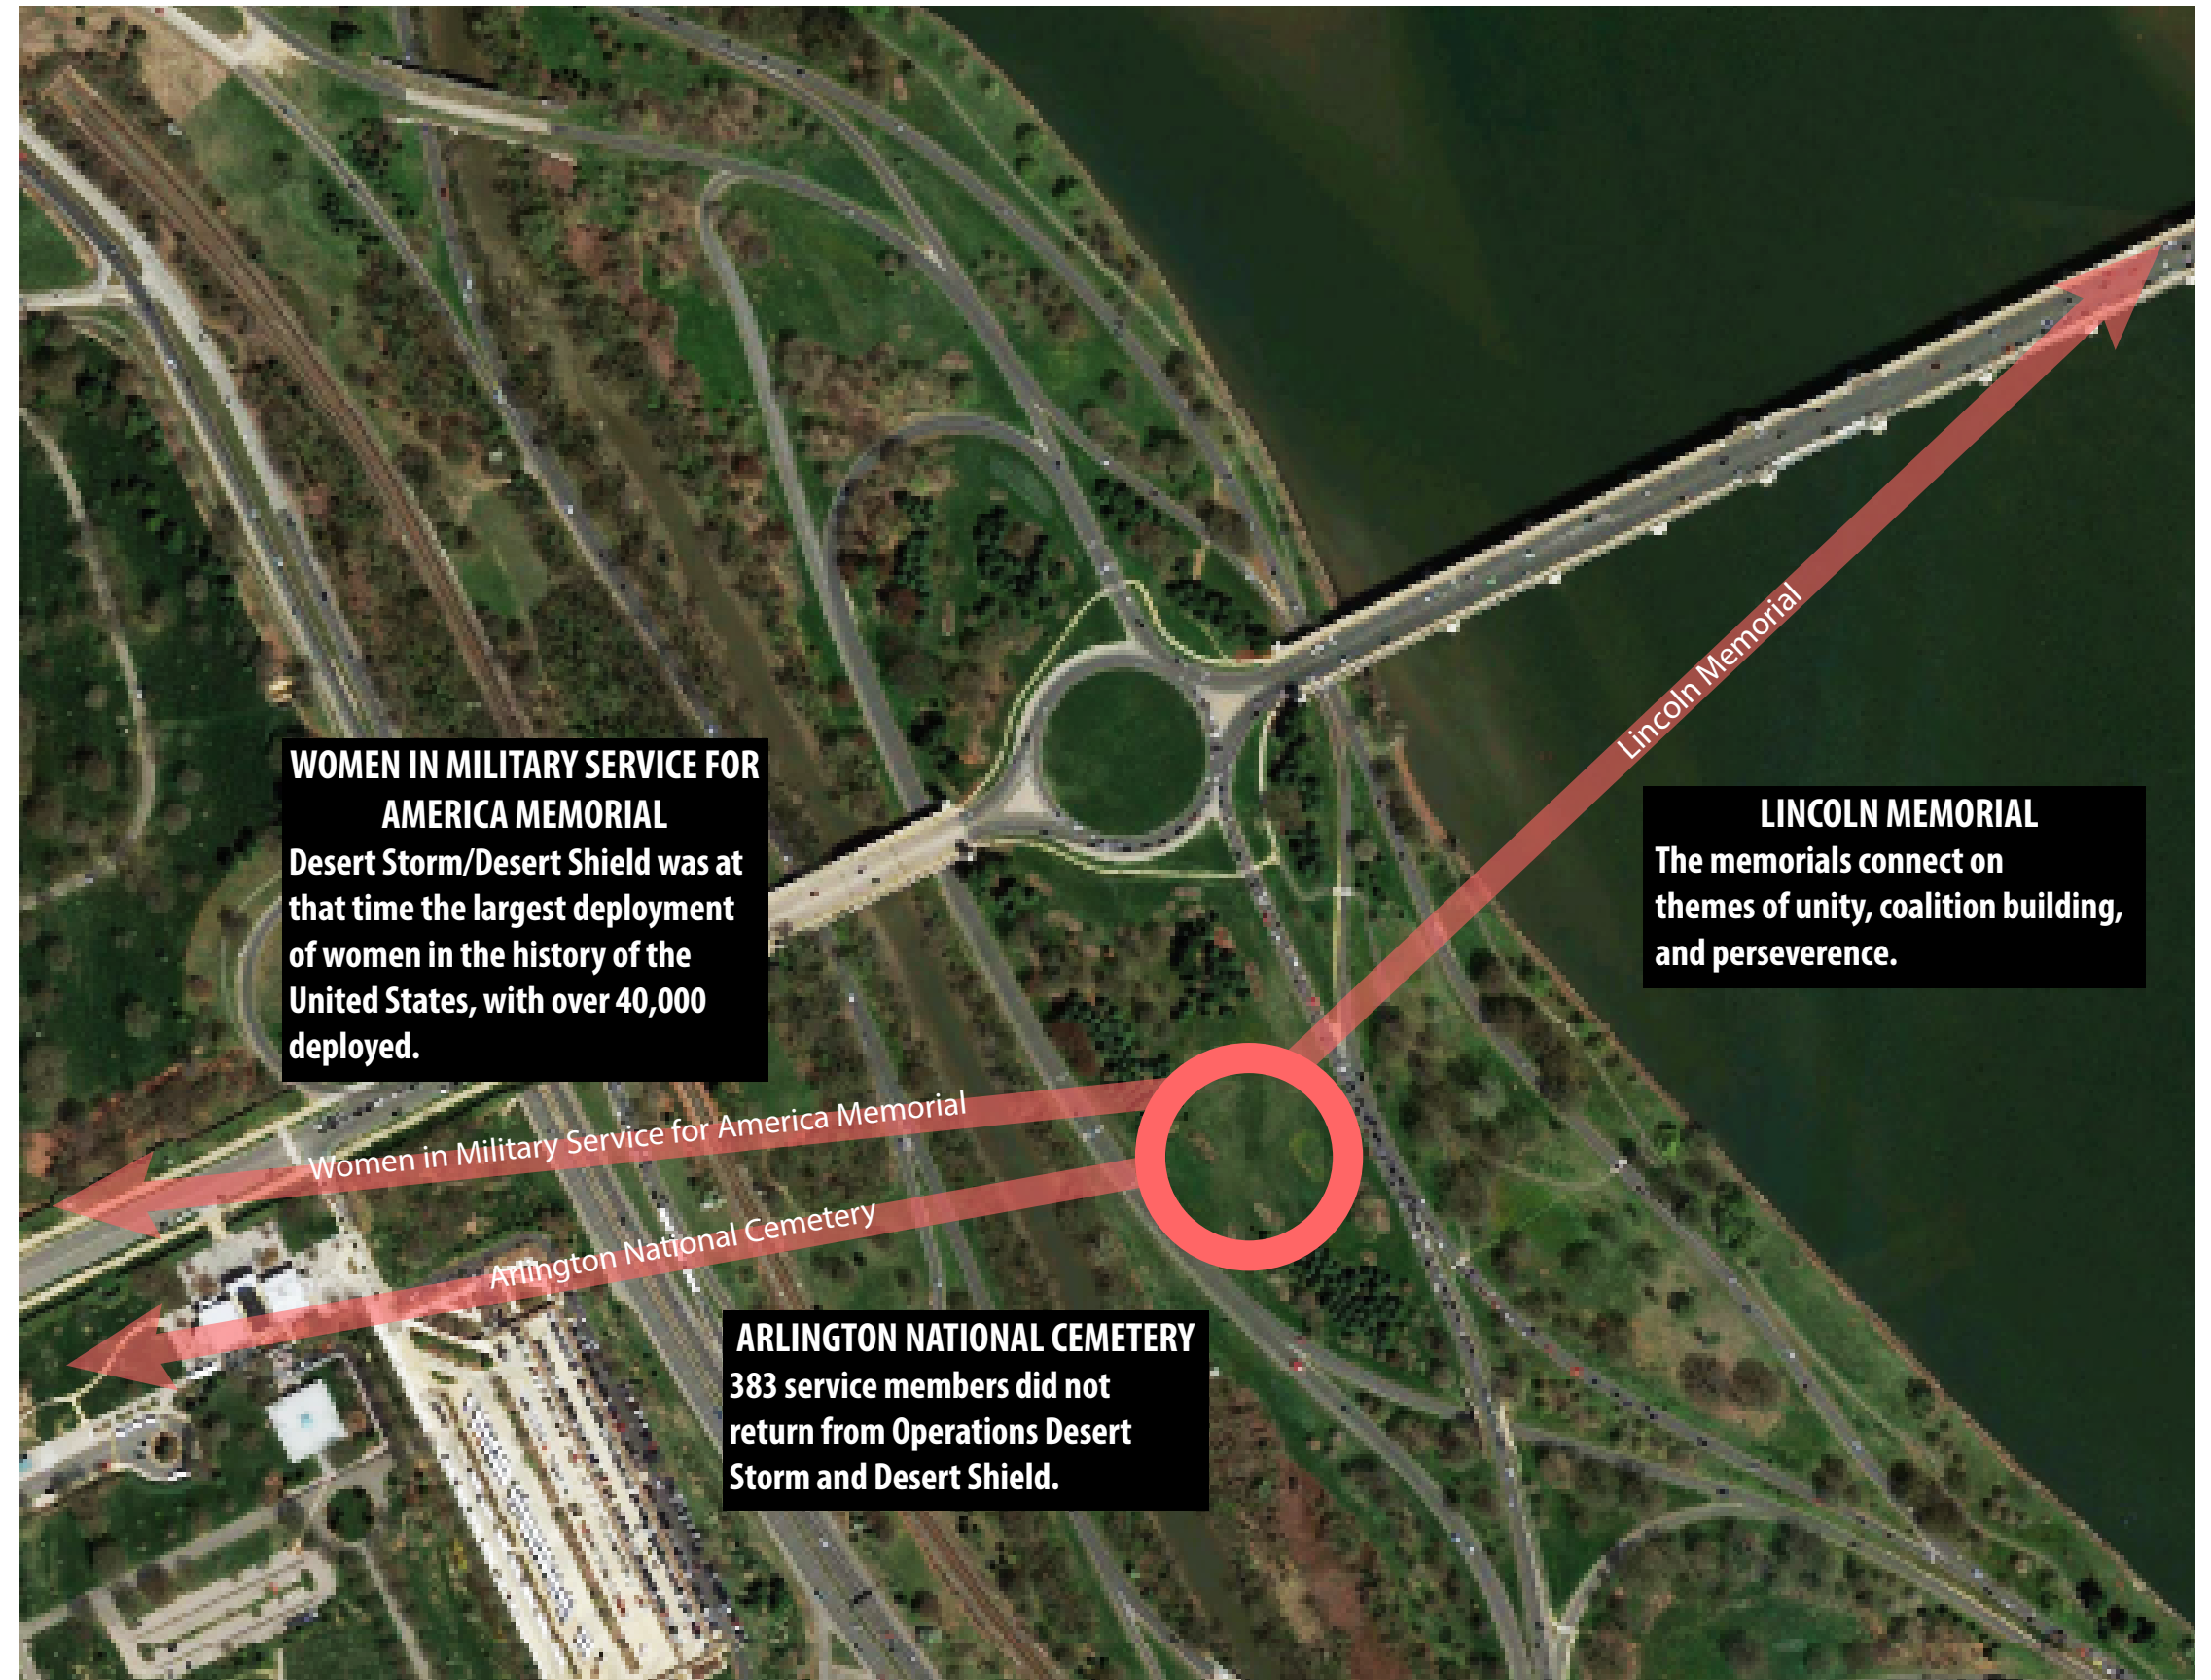 Lincoln Memorial
WOMEN IN MILITARY SERVICE FOR
AMERICA MEMORIAL
Desert Storm/Desert Shield was at
that time the largest deployment
of women in the history of the
United States, with over 40,000
deployed.
LINCOLN MEMORIAL
The memorials connect on
themes of unity, coalition building,
and perseverence.
Women in Military Service for America Memorial
Arlington National Cemetery
ARLINGTON NATIONAL CEMETERY
383 service members did not
return from Operations Desert
Storm and Desert Shield.